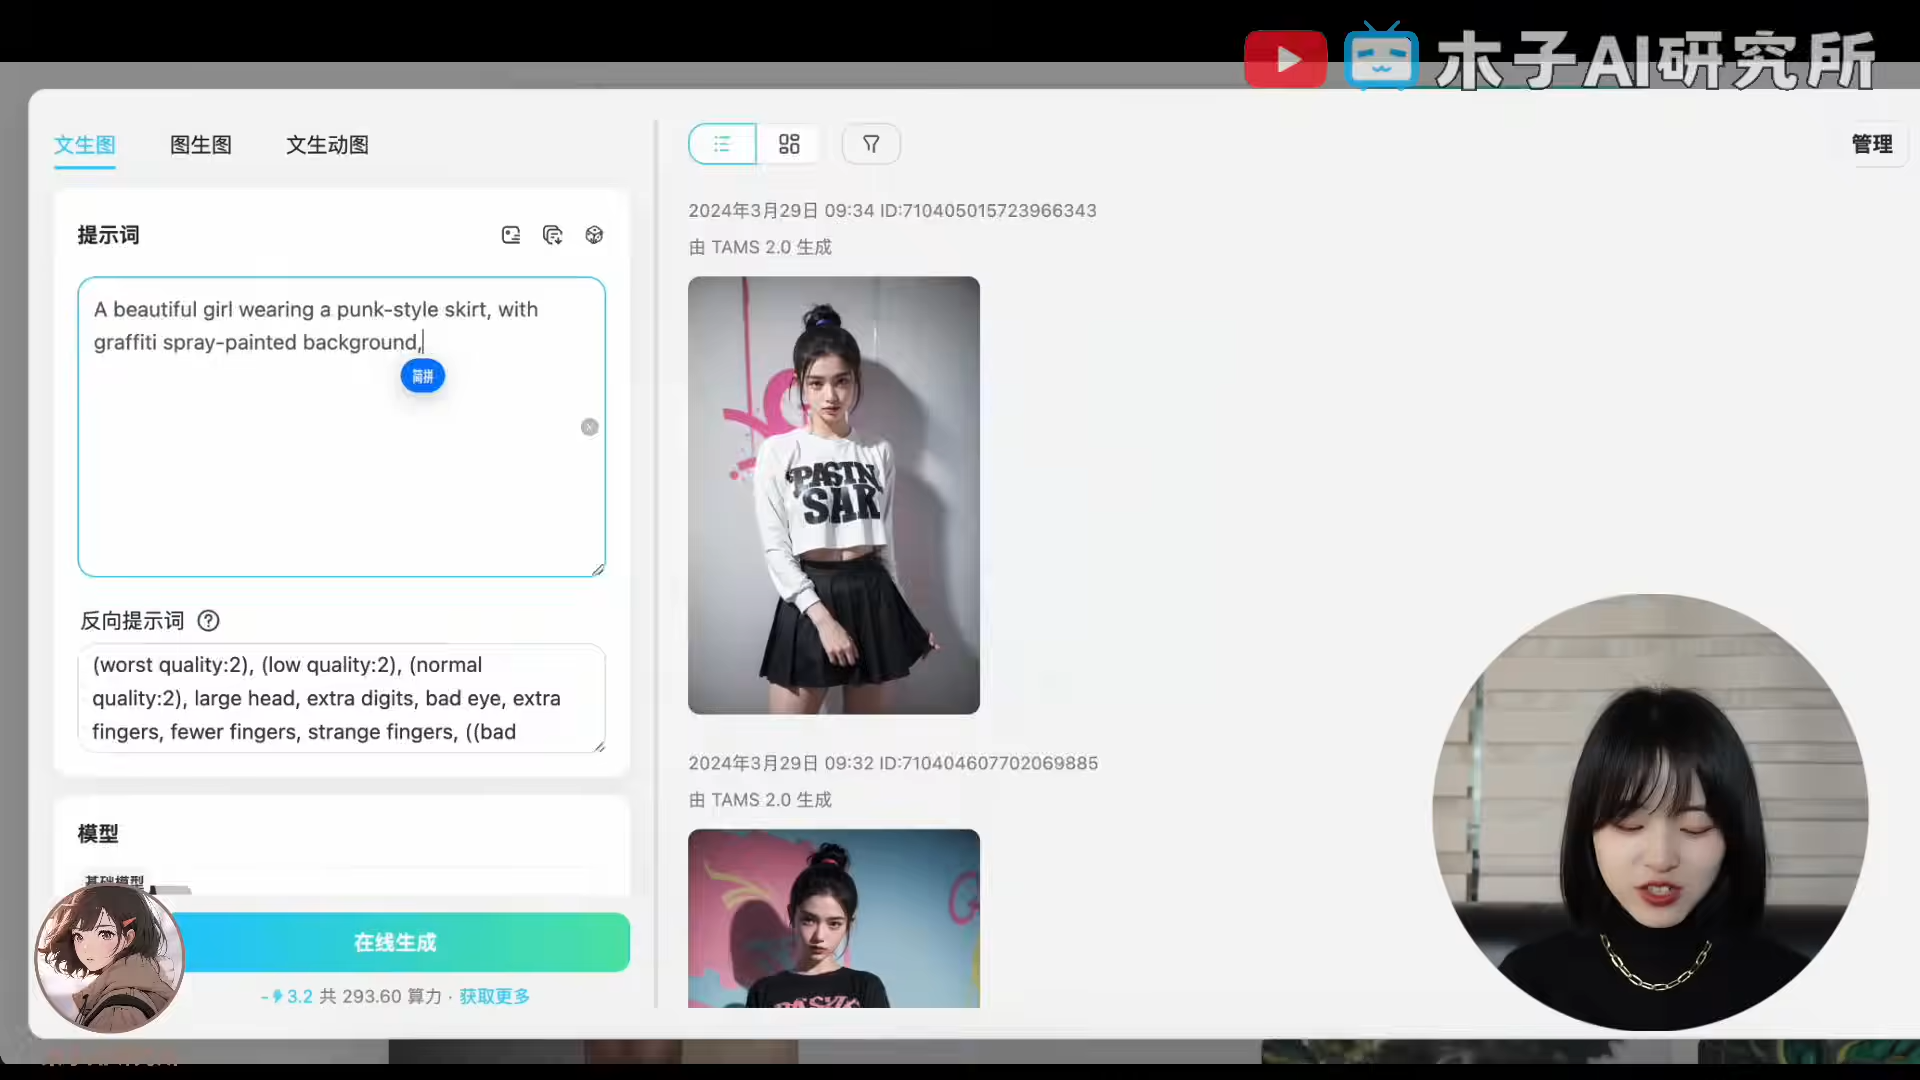 木子AI研究所
文生图
图生图
文生动图
管理
提示词
A beautiful girl wearing a punk-style skirt, with
graffiti spray-painted background,
简拼
反向提示词 ?
(worst quality:2), (low quality:2), (normal
quality:2), large head, extra digits, bad eye, extra
fingers, fewer fingers, strange fingers, ((bad
模型
基础模型
在线生成
-3.2 共 293.60 算力 · 获取更多
2024年3月29日 09:34 ID:710405015723966343
由 TAMS 2.0 生成
PASTN
SAR
2024年3月29日 09:32 ID:710404607702069885
由 TAMS 2.0 生成